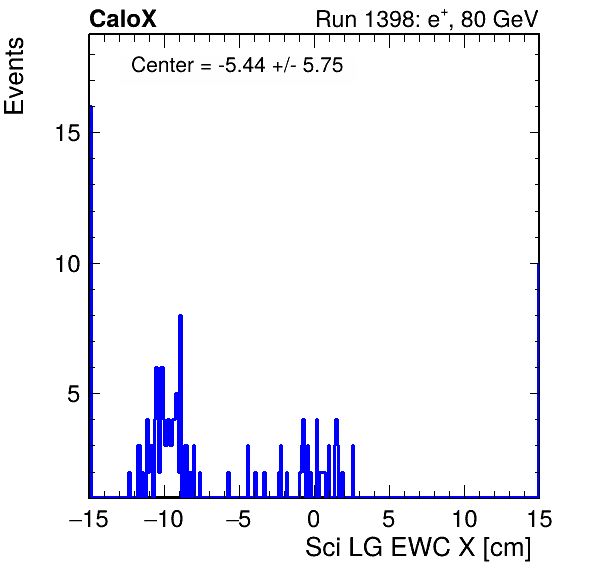 CaloX Run 1398: e⁺, 80 GeV
Center = -5.44 +/- 5.75
Events
15
10
5
−15 −10 −5 0 5 10 15
Sci LG EWC X [cm]